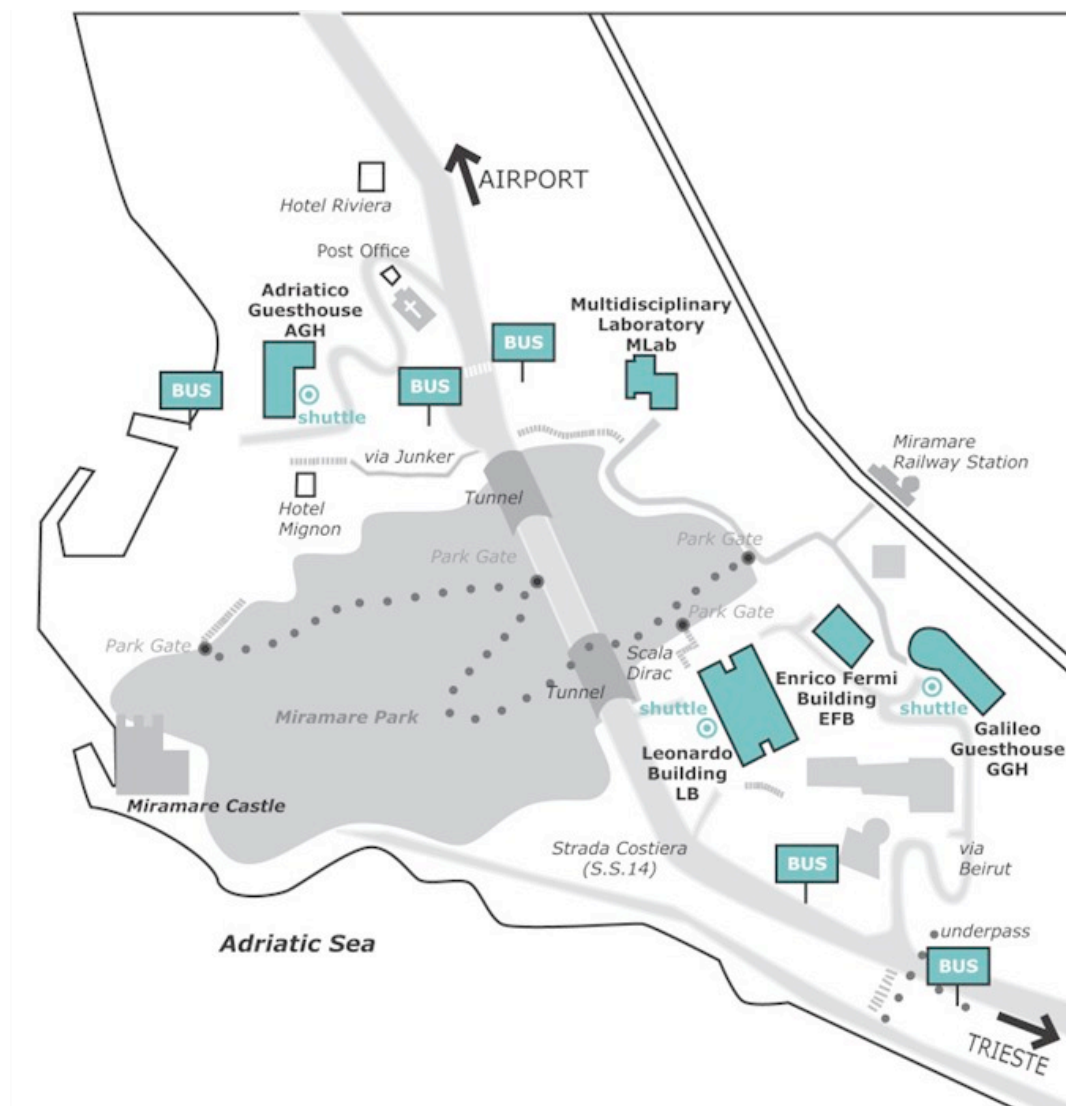 AIRPORT
Hotel Riviera
Post Office
Adriatico
Guesthouse
AGH
Multidisciplinary
Laboratory
MLab
BUS
BUS
BUS
shuttle
via Junker
Miramare
Railway Station
Tunnel
Hotel
Mignon
Park Gate
Park Gate
Park Gate
Park Gate
Scala
Dirac
Tunnel
Miramare Park
Enrico Fermi
Building
EFB
shuttle
shuttle
Galileo
Guesthouse
GGH
Leonardo
Building
LB
Miramare Castle
Strada Costiera
(S.S.14)
BUS
via
Beirut
Adriatic Sea
underpass
BUS
TRIESTE